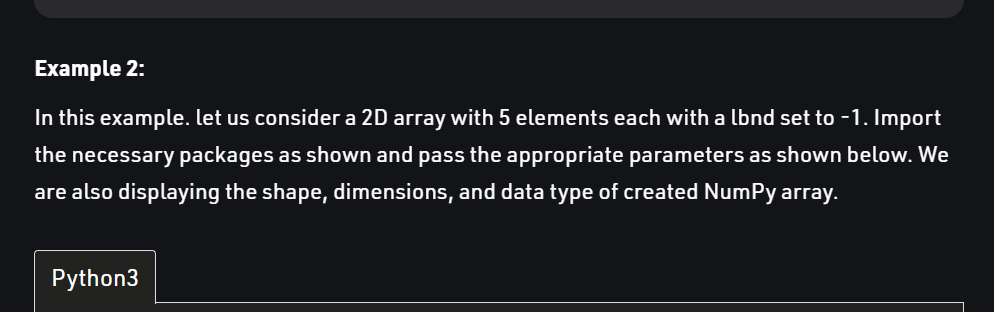 Example 2:
In this example. let us consider a 2D array with 5 elements each with a lbnd set to -1. Import
the necessary packages as shown and pass the appropriate parameters as shown below. We
are also displaying the shape, dimensions, and data type of created NumPy array.
Python3